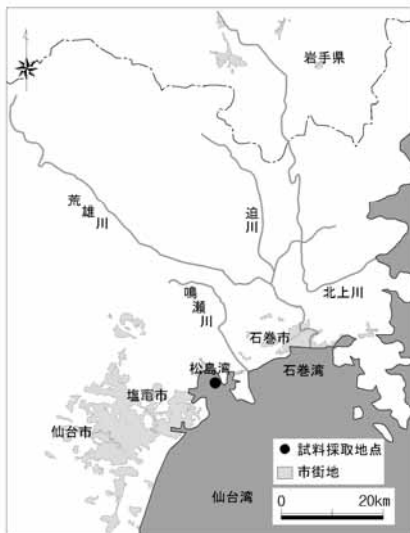 岩手県
荒雄川
迫川
鳴瀬川
北上川
石巻市
松島湾
石巻湾
塩竃市
仙台市
仙台湾
試料採取地点
市街地
0 20km